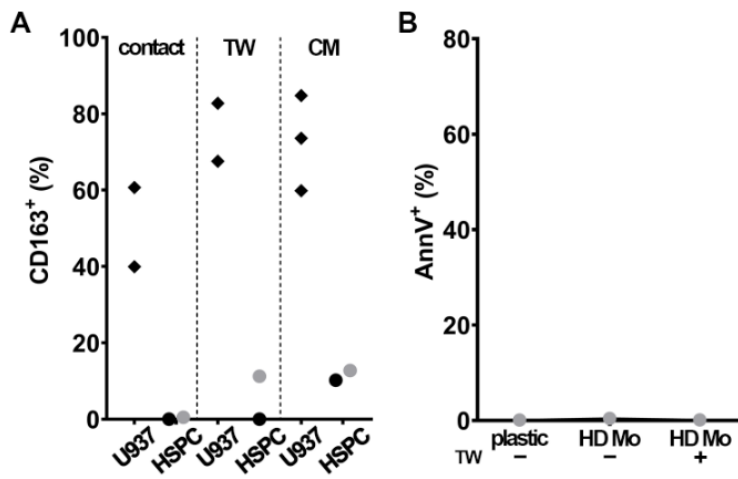 A
CD163+ (%)
100
80
60
40
20
0
contact TW CM
U937 HSPC U937 HSPC U937 HSPC
B
AnnV+ (%)
80
60
40
20
0
plastic HD Mo HD Mo
TW − − +